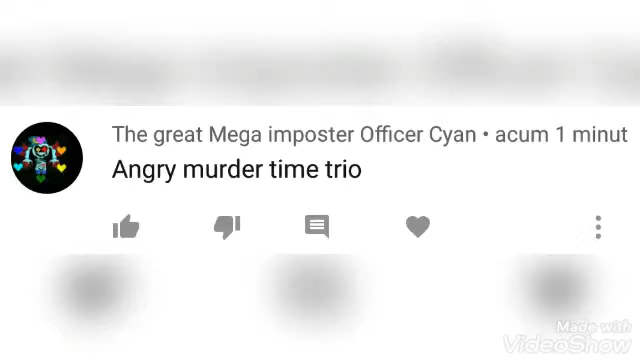 The great Mega imposter Officer Cyan • acum 1 minut
Angry murder time trio
Made with
VideoShow